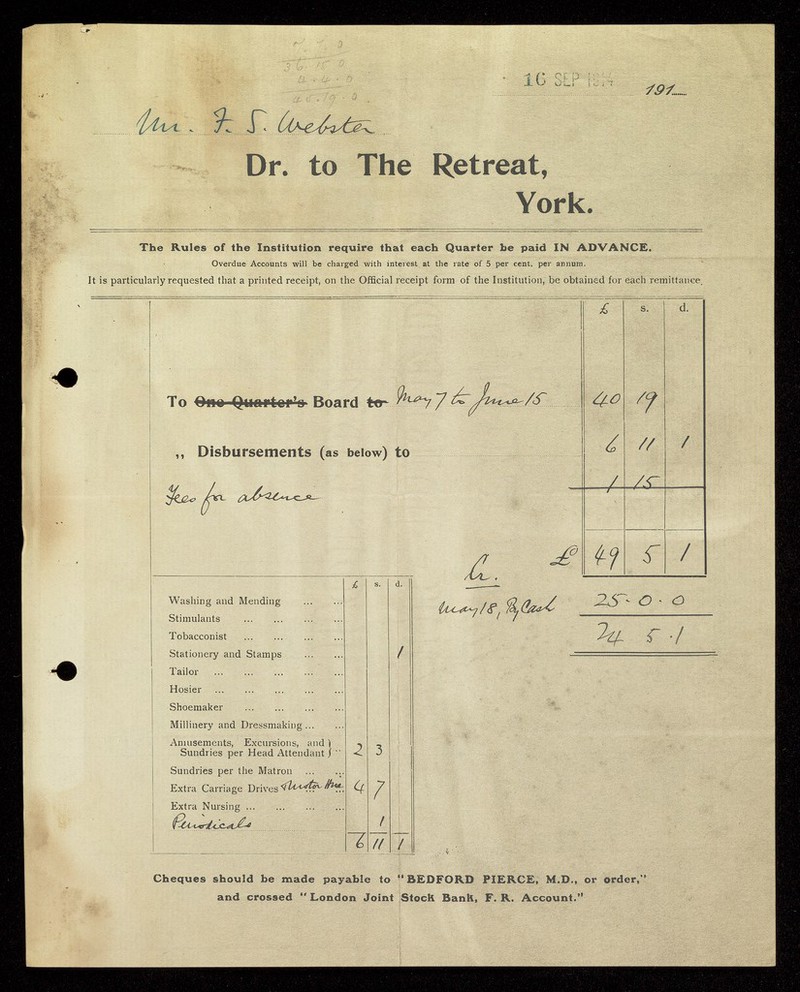 36 15 0
4 . 4 . 0
16 SEP 1914
191
Mr. F. S. Webster
Dr. to The Retreat,
York.
The Rules of the Institution require that each Quarter be paid IN ADVANCE.
Overdue Accounts will be charged with interest at the rate of 5 per cent. per annum.
It is particularly requested that a printed receipt, on the Official receipt form of the Institution, be obtained for each remittance.
£ s. d.
To One Quarter's Board to May 7 to June 15 40 19
,, Disbursements (as below) to 6 11 1
Fees for absence 1 15
£ 49 5 1
Cr.
May 18, By Cash 25 - 0 - 0
24 5 - 1
£ s. d.
Washing and Mending ... ...
Stimulants ... ... ... ...
Tobacconist ... ... ... ...
Stationery and Stamps ... ... 1
Tailor ... ... ... ... ...
Hosier ... ... ... ... ...
Shoemaker ... ... ... ...
Millinery and Dressmaking ... ...
Amusements, Excursions, and }
Sundries per Head Attendant } .. 2 3
Sundries per the Matron ... ...
Extra Carriage Drives Motor Hire 4 7
Extra Nursing ... ... ... ...
Periodicals 1
6 11 1
Cheques should be made payable to "BEDFORD PIERCE, M.D., or order,"
and crossed "London Joint Stock Bank, F. R. Account."